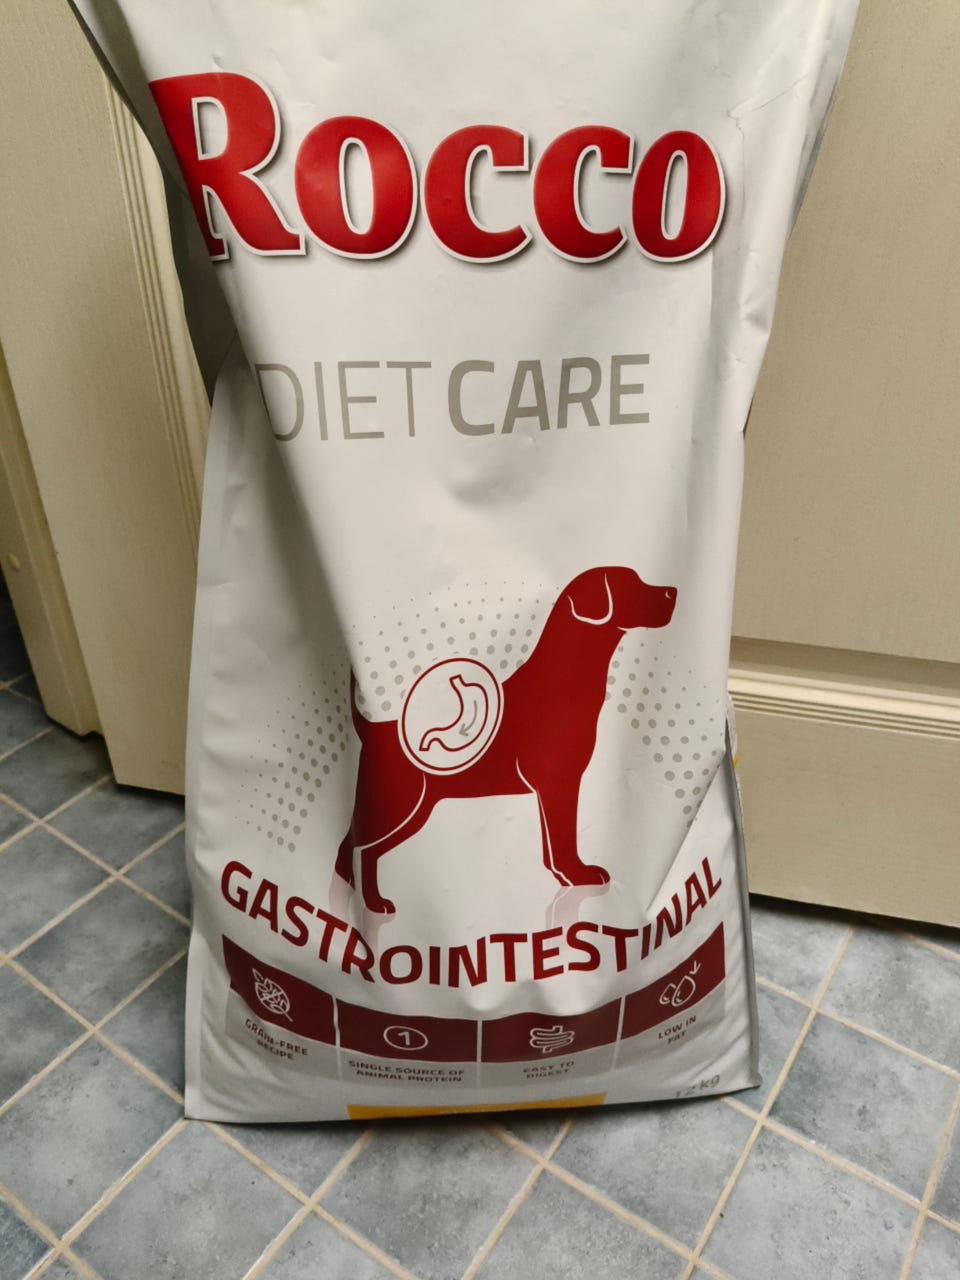 Rocco
DIET CARE
GASTROINTESTINAL
GRAIN-FREE
RECIPE
1
SINGLE SOURCE OF
ANIMAL PROTEIN
EASY TO
DIGEST
LOW IN
FAT
12 kg